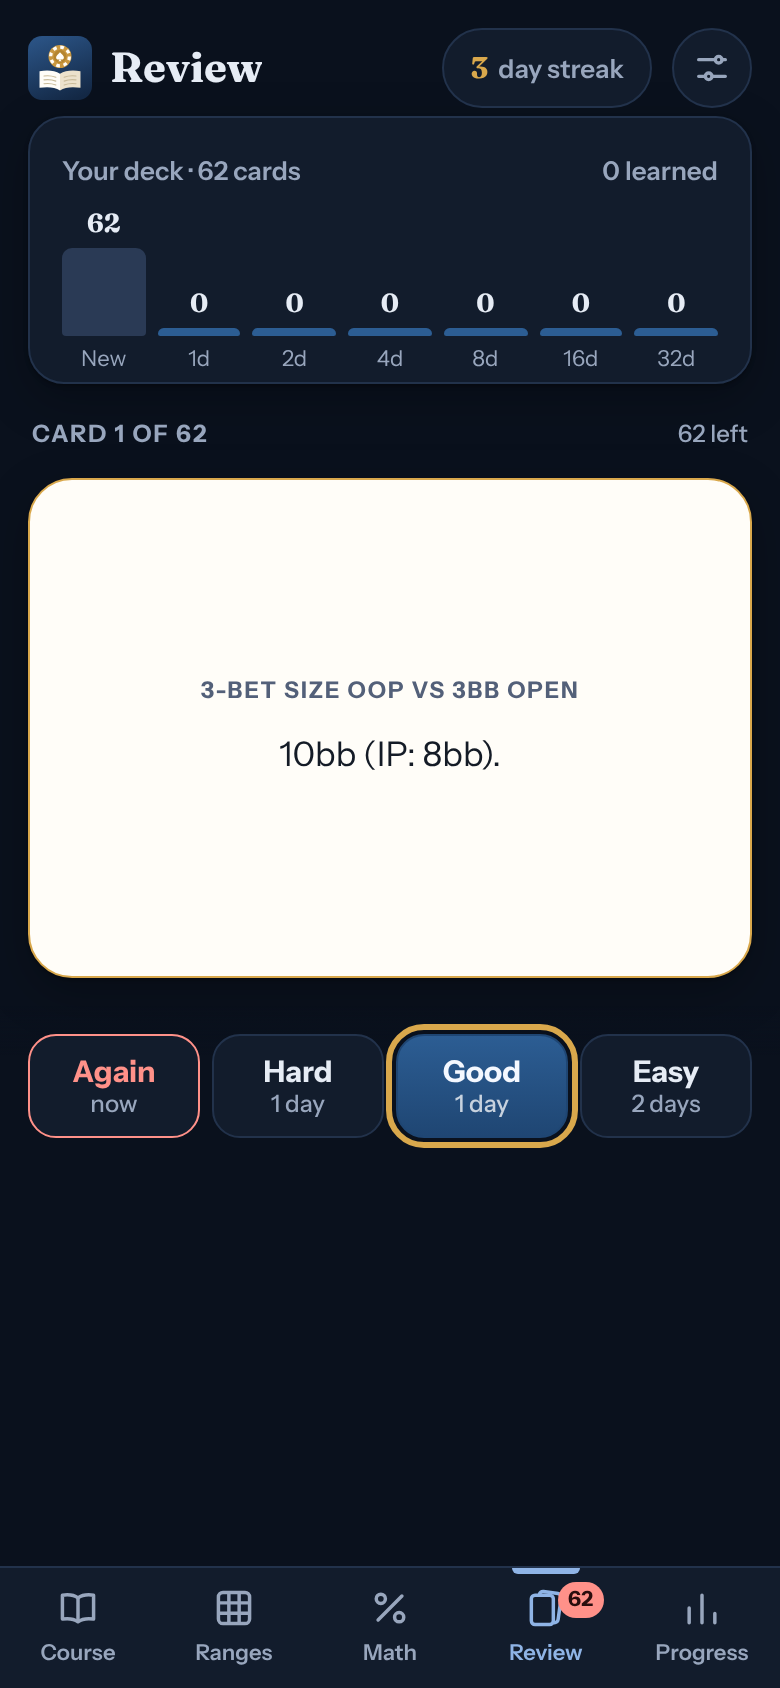 Review
3 day streak
Your deck · 62 cards
0 learned
62
0
0
0
0
0
0
New
1d
2d
4d
8d
16d
32d
CARD 1 OF 62
62 left
3-BET SIZE OOP VS 3BB OPEN
10bb (IP: 8bb).
Again
now
Hard
1 day
Good
1 day
Easy
2 days
62
Course
Ranges
Math
Review
Progress